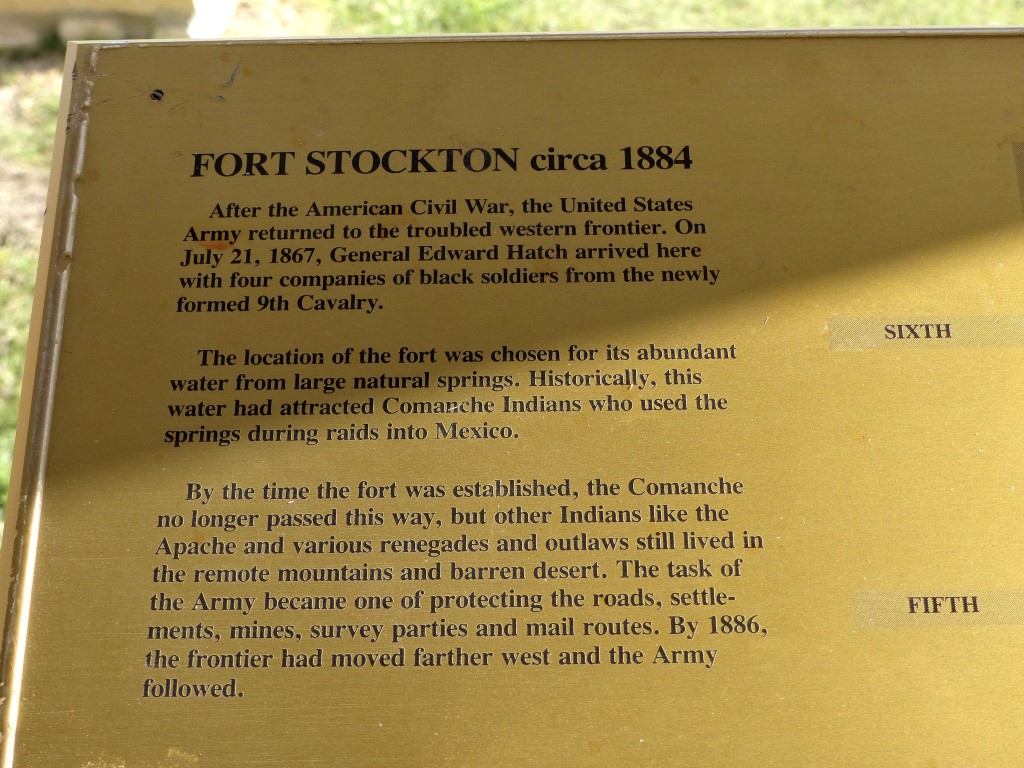 FORT STOCKTON circa 1884
After the American Civil War, the United States
Army returned to the troubled western frontier. On
July 21, 1867, General Edward Hatch arrived here
with four companies of black soldiers from the newly
formed 9th Cavalry.
The location of the fort was chosen for its abundant
water from large natural springs. Historically, this
water had attracted Comanche Indians who used the
springs during raids into Mexico.
By the time the fort was established, the Comanche
no longer passed this way, but other Indians like the
Apache and various renegades and outlaws still lived in
the remote mountains and barren desert. The task of
the Army became one of protecting the roads, settle-
ments, mines, survey parties and mail routes. By 1886,
the frontier had moved farther west and the Army
followed.
SIXTH
FIFTH